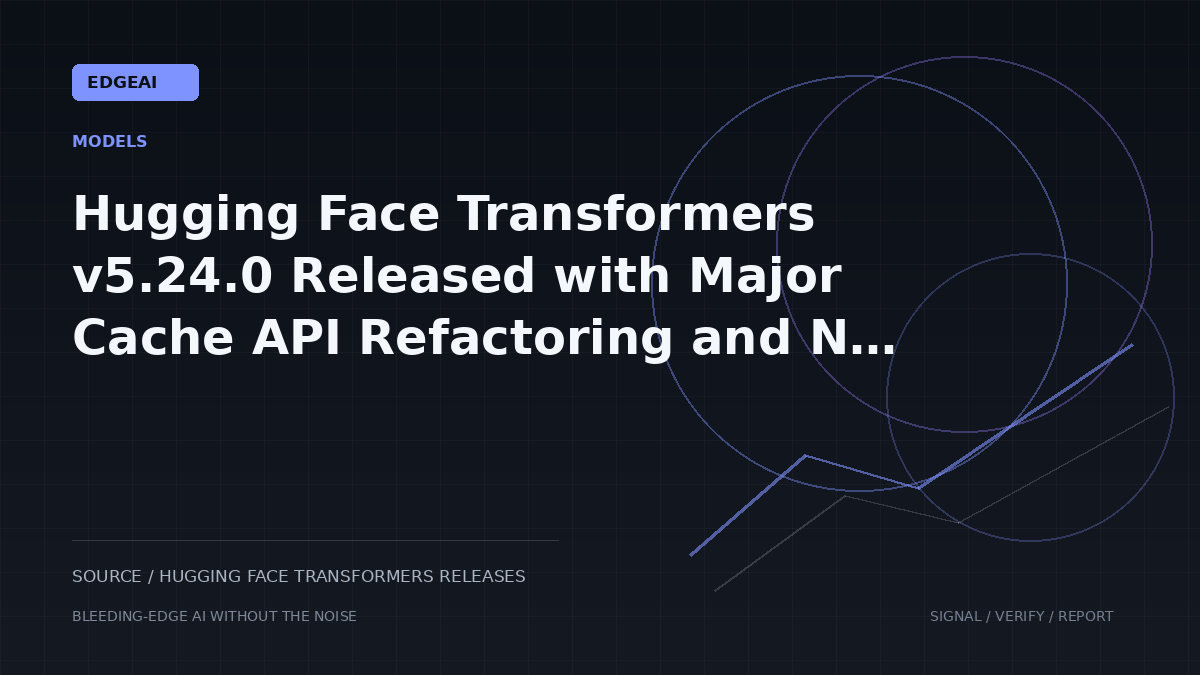 EDGEAI
MODELS
Hugging Face Transformers
v5.24.0 Released with Major
Cache API Refactoring and N…
SOURCE / HUGGING FACE TRANSFORMERS RELEASES
BLEEDING-EDGE AI WITHOUT THE NOISE
SIGNAL / VERIFY / REPORT